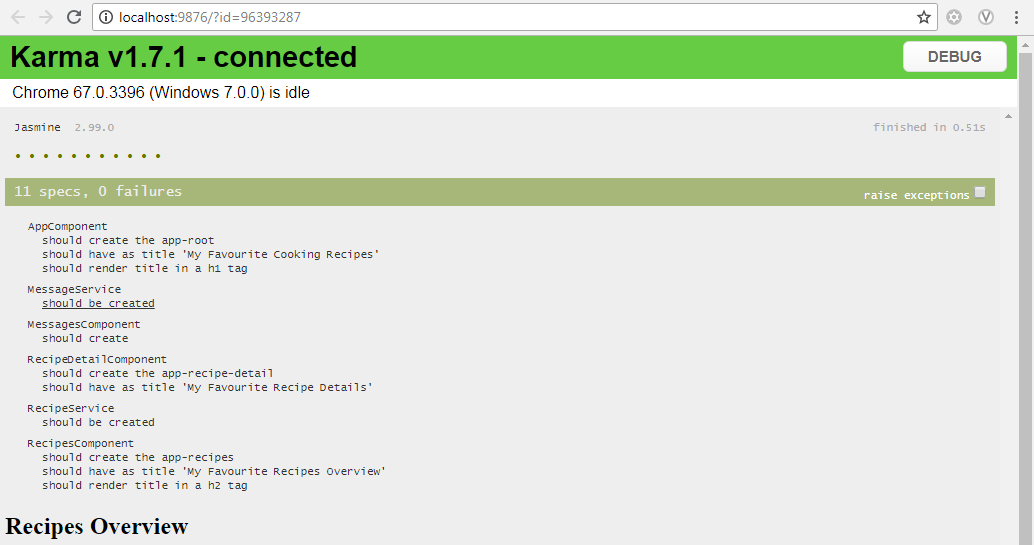 localhost:9876/?id=96393287
Karma v1.7.1 - connected
DEBUG
Chrome 67.0.3396 (Windows 7.0.0) is idle
Jasmine 2.99.0
finished in 0.51s
11 specs, 0 failures
raise exceptions
AppComponent
should create the app-root
should have as title 'My Favourite Cooking Recipes'
should render title in a h1 tag
MessageService
should be created
MessagesComponent
should create
RecipeDetailComponent
should create the app-recipe-detail
should have as title 'My Favourite Recipe Details'
RecipeService
should be created
RecipesComponent
should create the app-recipes
should have as title 'My Favourite Recipes Overview'
should render title in a h2 tag
Recipes Overview